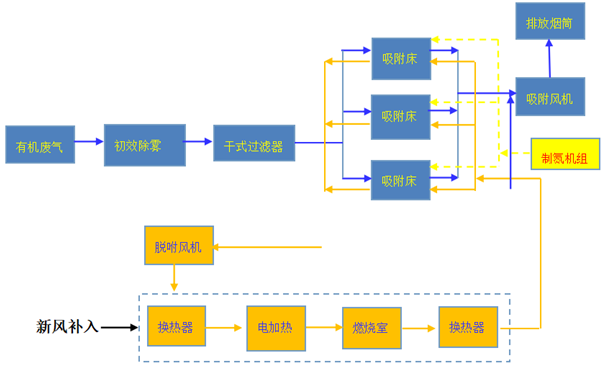 排放烟筒
吸附床
吸附风机
吸附床
有机废气
初效除雾
干式过滤器
制氮机组
吸附床
脱附风机
新风补入
换热器
电加热
燃烧室
换热器